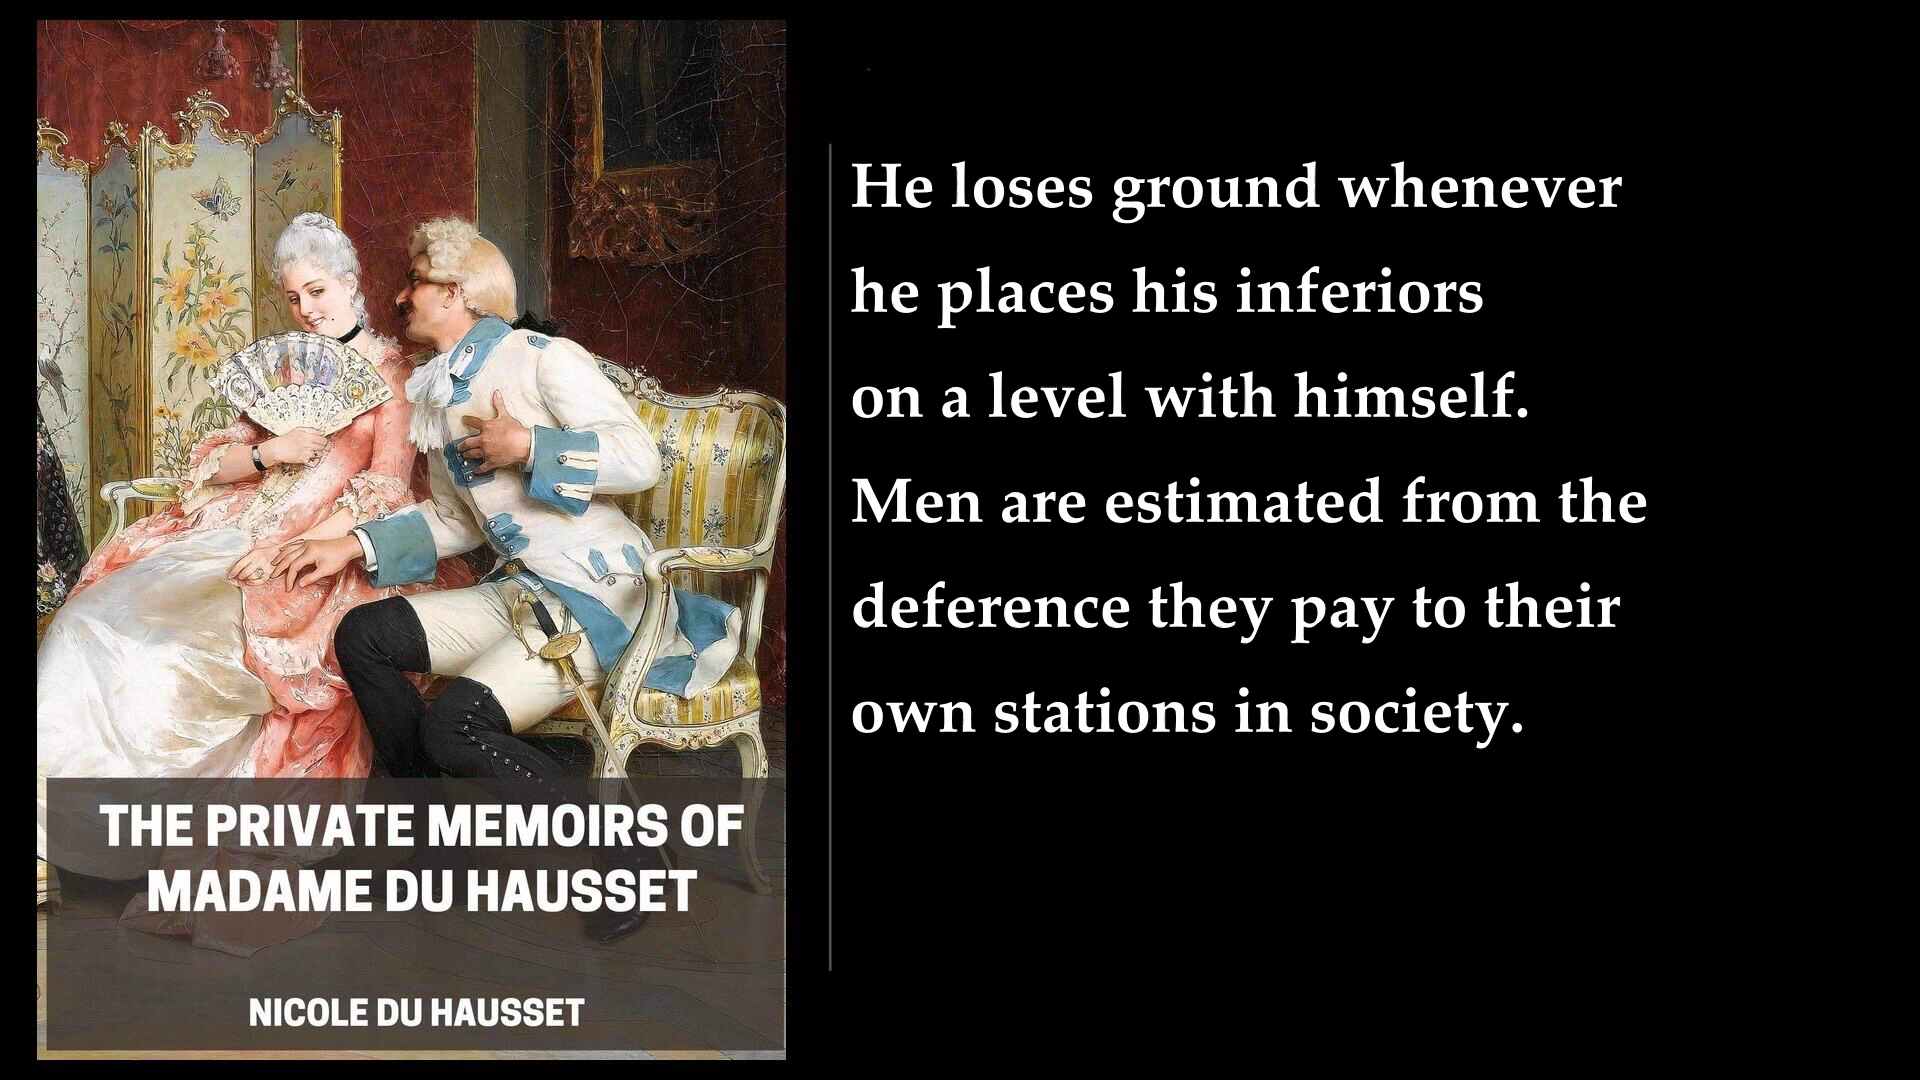 THE PRIVATE MEMOIRS OF
MADAME DU HAUSSET
NICOLE DU HAUSSET
He loses ground whenever
he places his inferiors
on a level with himself.
Men are estimated from the
deference they pay to their
own stations in society.